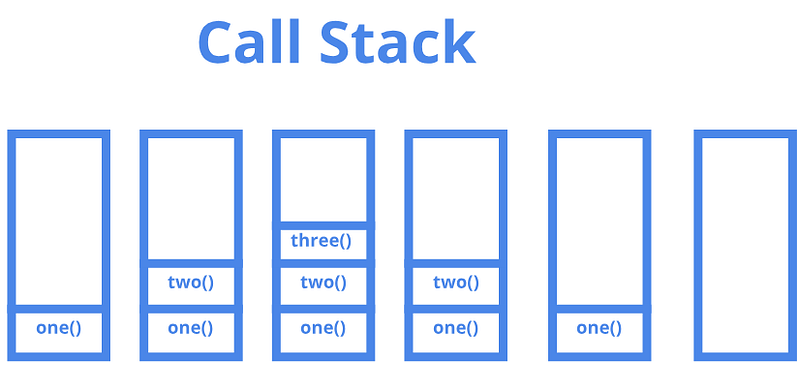 Call Stack
three()
two() two() two()
one() one() one() one() one()